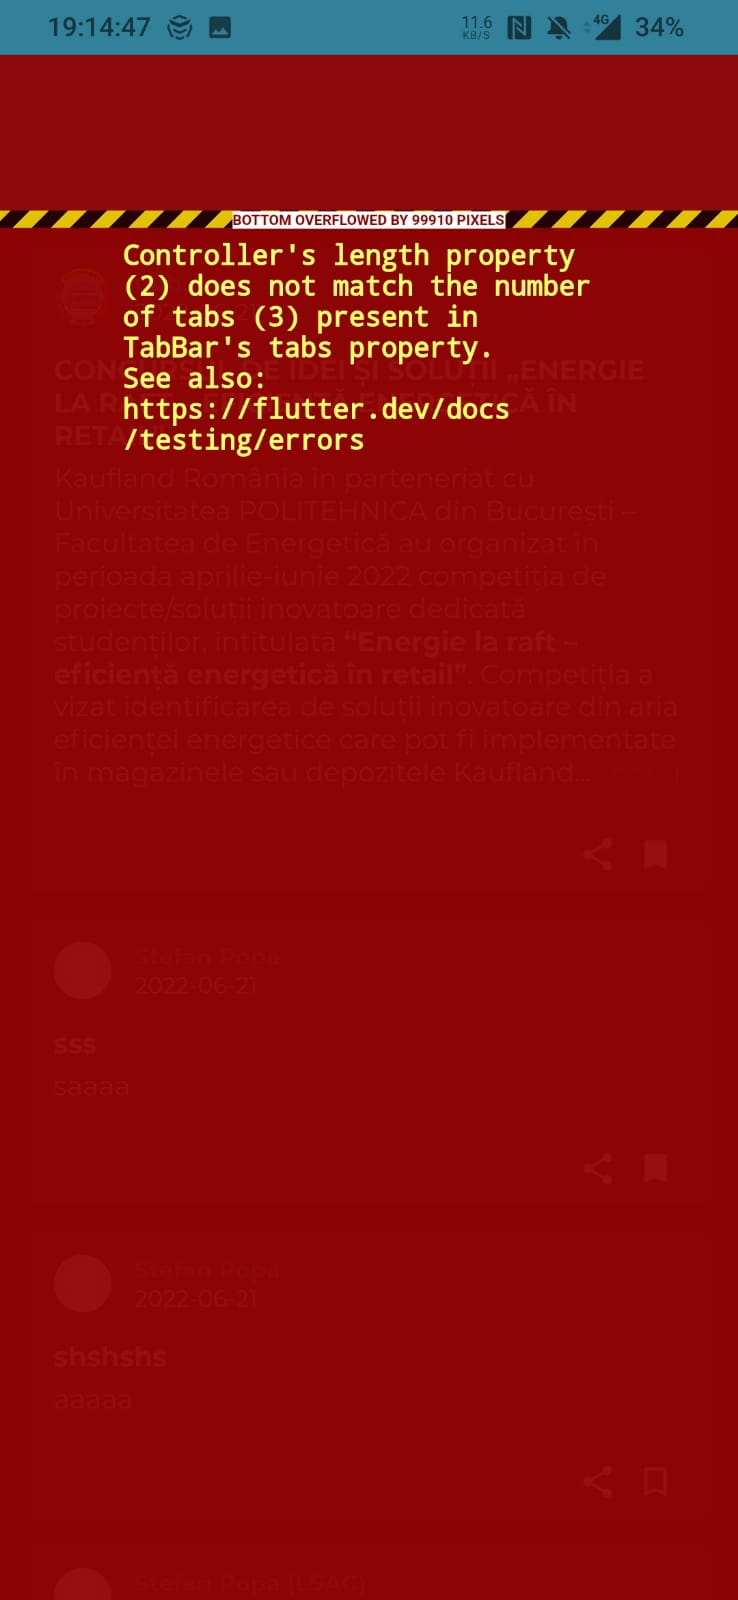 19:14:47
11.6
KB/S
4G
34%
BOTTOM OVERFLOWED BY 99910 PIXELS
Controller's length property
(2) does not match the number
of tabs (3) present in
TabBar's tabs property.
See also:
https://flutter.dev/docs
/testing/errors
CONCURSUL DE IDEI ȘI SOLUȚII „ENERGIE
LA R
ĂÎN
RETA
Kaufland România în parteneriat cu
Universitatea POLITEHNICA din București –
Facultatea de Energetică au organizat în
perioada aprilie-iunie 2022 competiția de
proiecte/soluții inovatoare dedicată
studenților, intitulată “Energie la raft –
eficiență energetică în retail”. Competiția a
vizat identificarea de soluții inovatoare din aria
eficienței energetice care pot fi implementate
în magazinele sau depozitele Kaufland...
Stefan Popa
2022-06-21
sss
saaaa
Stefan Popa
2022-06-21
shshshs
aaaaa
Stefan Popa (LSAC)